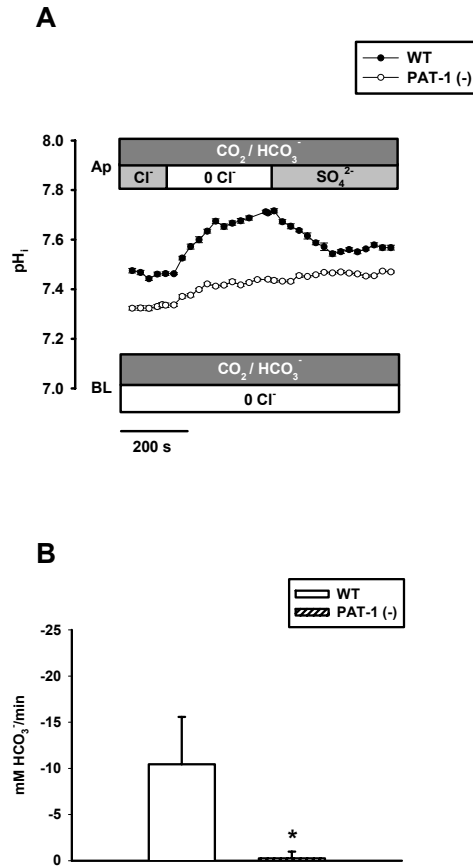 A
WT
PAT-1 (-)
8.0
7.8
7.6
7.4
7.2
7.0
pHi
Ap
CO2 / HCO3-
Cl-
0 Cl-
SO42-
BL
CO2 / HCO3-
0 Cl-
200 s
B
WT
PAT-1 (-)
-25
-15
-10
-5
0
mM HCO3-/min
*